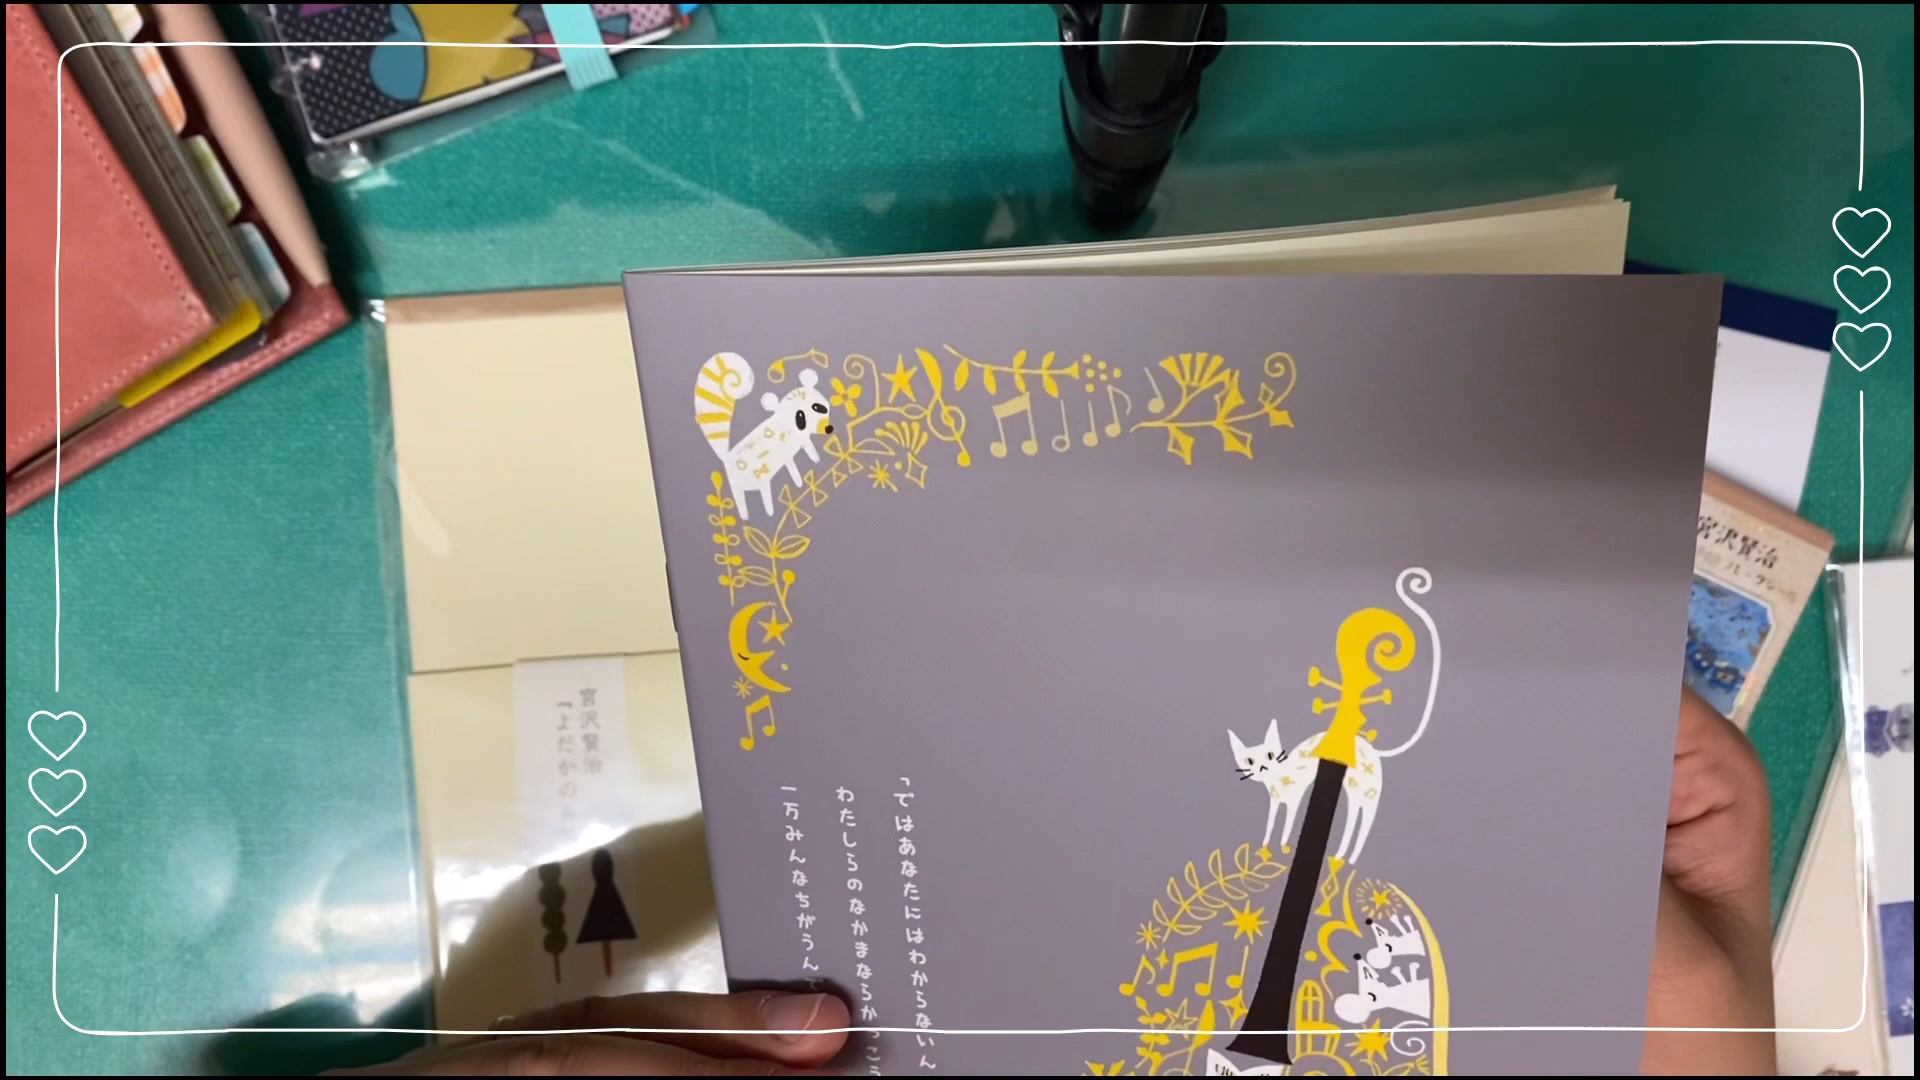 「ではあなたにはわからないん
わたしらのなかまならかっこう
一万みんなちがうんで
宮沢賢治
『よだかの
宮沢賢治